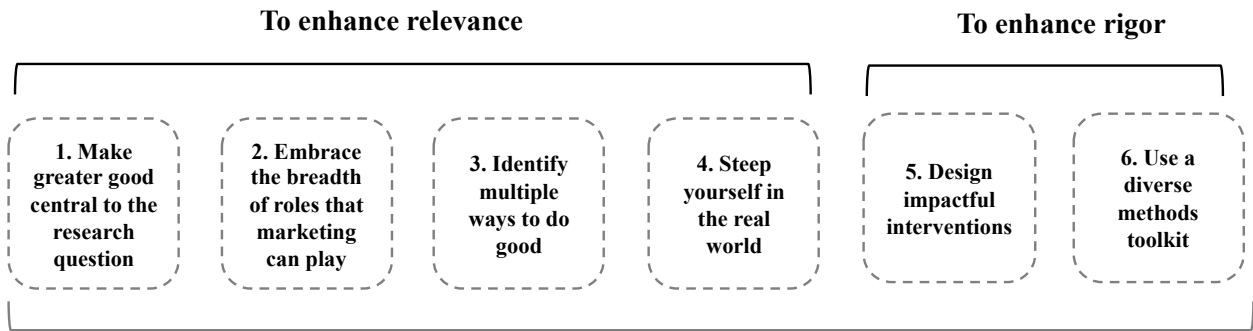 To enhance relevance
To enhance rigor
1. Make
greater good
central to the
research
question
2. Embrace
the breadth
of roles that
marketing
can play
3. Identify
multiple
ways to do
good
4. Steep
yourself in
the real
world
5. Design
impactful
interventions
6. Use a
diverse
methods
toolkit